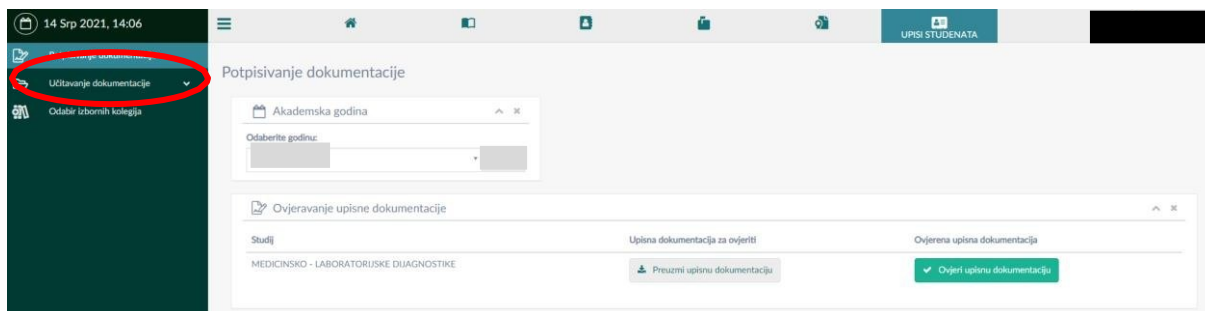 14 Srp 2021, 14:06
UPISI STUDENATA
Učitavanje dokumentacije
Odabir izbornih kolegija
Potpisivanje dokumentacije
Akademska godina
Odaberite godinu:
Ovjeravanje upisne dokumentacije
Studij Upisna dokumentacija za ovjeriti Ovjerena upisna dokumentacija
MEDICINSKO - LABORATORIJSKE DIJAGNOSTIKE Preuzmi upisnu dokumentaciju Ovjeri upisnu dokumentaciju